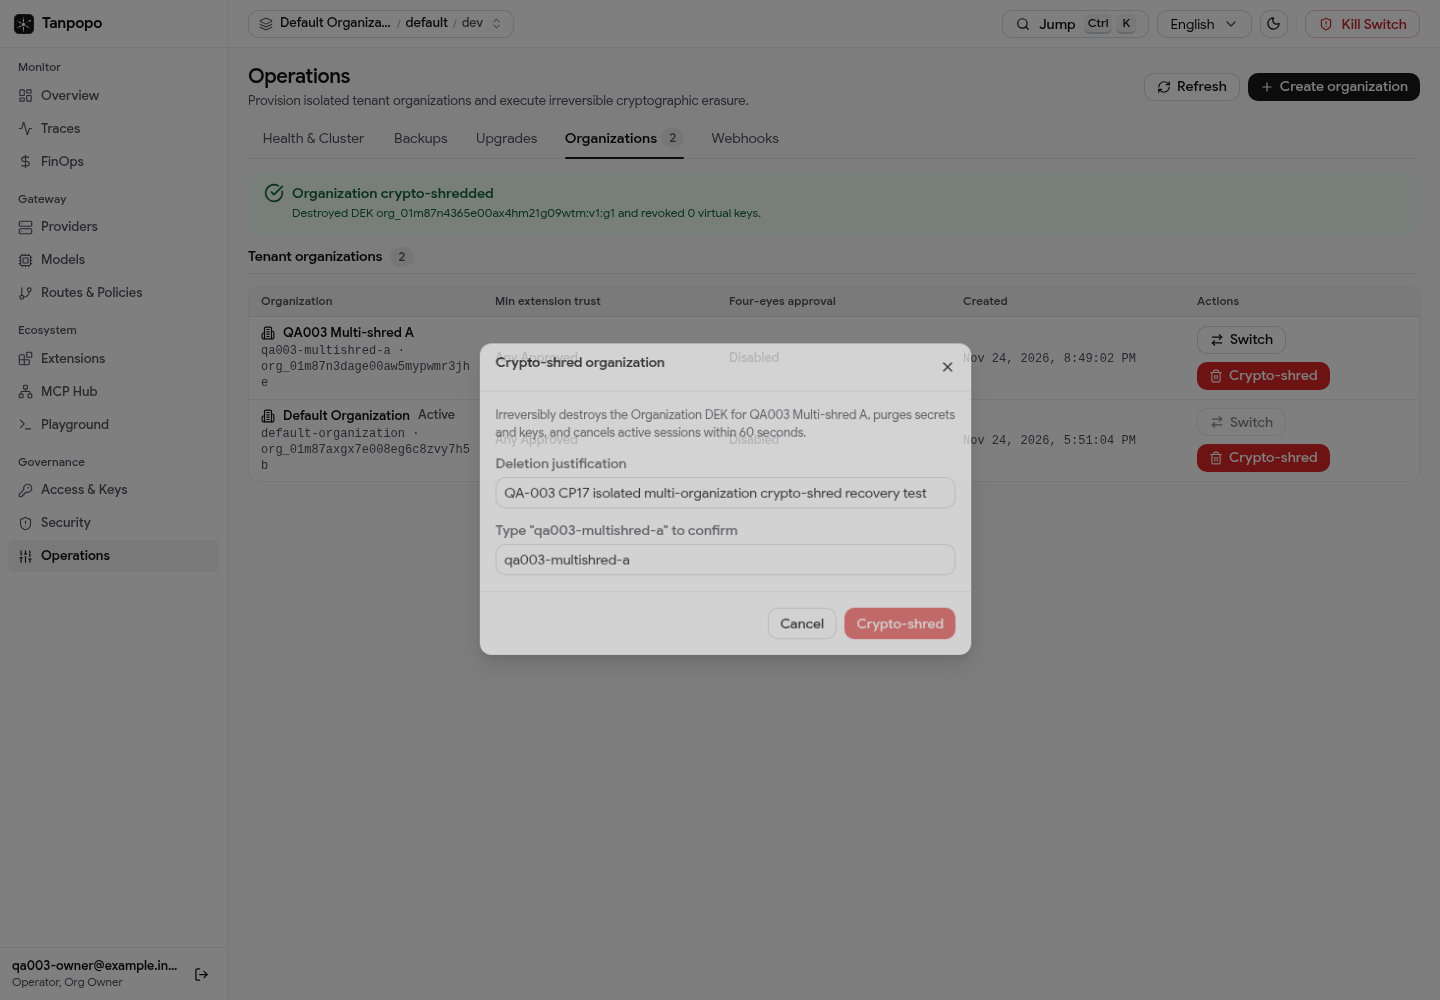 Tanpopo
Default Organiza... / default / dev
Jump Ctrl K
English
Kill Switch
Monitor
Overview
Traces
FinOps
Gateway
Providers
Models
Routes & Policies
Ecosystem
Extensions
MCP Hub
Playground
Governance
Access & Keys
Security
Operations
qa003-owner@example.in...
Operator, Org Owner
Operations
Provision isolated tenant organizations and execute irreversible cryptographic erasure.
Refresh
Create organization
Health & Cluster
Backups
Upgrades
Organizations 2
Webhooks
Organization crypto-shredded
Destroyed DEK org_01m87n4365e00ax4hm21g09wtm:v1:g1 and revoked 0 virtual keys.
Tenant organizations 2
Organization Min extension trust Four-eyes approval Created Actions
QA003 Multi-shred A
qa003-multishred-a ·
org_01m87n3dage00aw5mypwmr3jh
e
Any Approved
Disabled
Nov 24, 2026, 8:49:02 PM
Switch
Crypto-shred
Default Organization Active
default-organization ·
org_01m87axgx7e008eg6c8zvy7h5
b
Any Approved
Disabled
Nov 24, 2026, 5:51:04 PM
Switch
Crypto-shred
Crypto-shred organization
Irreversibly destroys the Organization DEK for QA003 Multi-shred A, purges secrets
and keys, and cancels active sessions within 60 seconds.
Deletion justification
QA-003 CP17 isolated multi-organization crypto-shred recovery test
Type "qa003-multishred-a" to confirm
qa003-multishred-a
Cancel
Crypto-shred